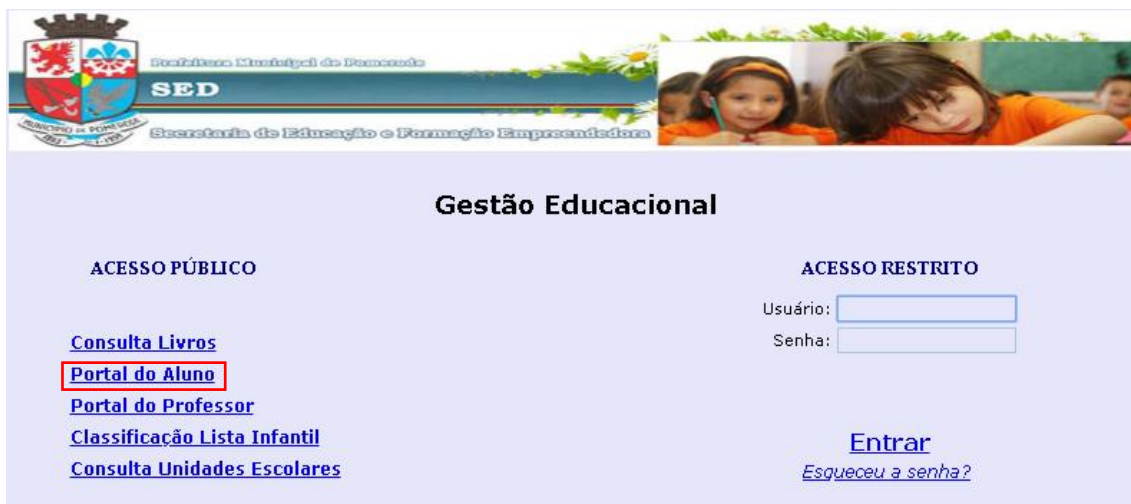 Prefeitura Municipal de Pomerode
SED
Secretaria de Educação e Formação Empreendedora
Gestão Educacional
ACESSO PÚBLICO
Consulta Livros
Portal do Aluno
Portal do Professor
Classificação Lista Infantil
Consulta Unidades Escolares
ACESSO RESTRITO
Usuário:
Senha:
Entrar
Esqueceu a senha?